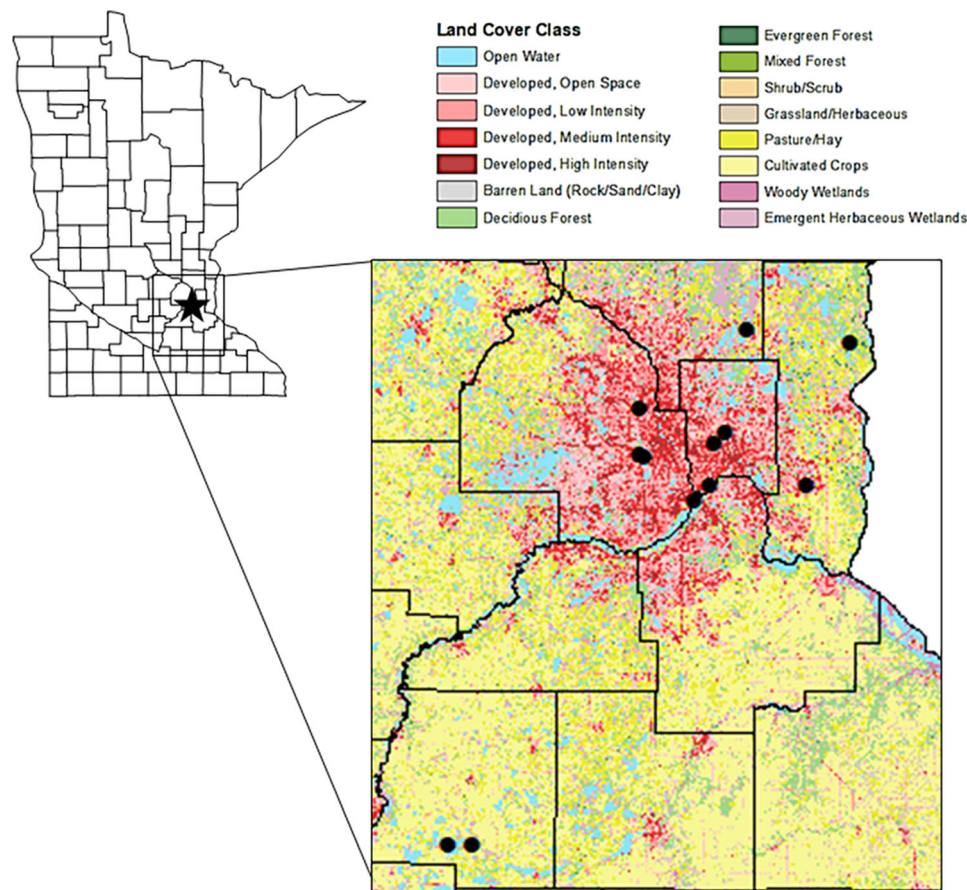 Land Cover Class
Open Water
Developed, Open Space
Developed, Low Intensity
Developed, Medium Intensity
Developed, High Intensity
Barren Land (Rock/Sand/Clay)
Decidious Forest
Evergreen Forest
Mixed Forest
Shrub/Scrub
Grassland/Herbaceous
Pasture/Hay
Cultivated Crops
Woody Wetlands
Emergent Herbaceous Wetlands